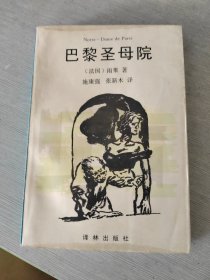 Notre-Dame de Paris
巴黎圣母院
（法国）雨果 著
施康强 张新木 译
译林出版社